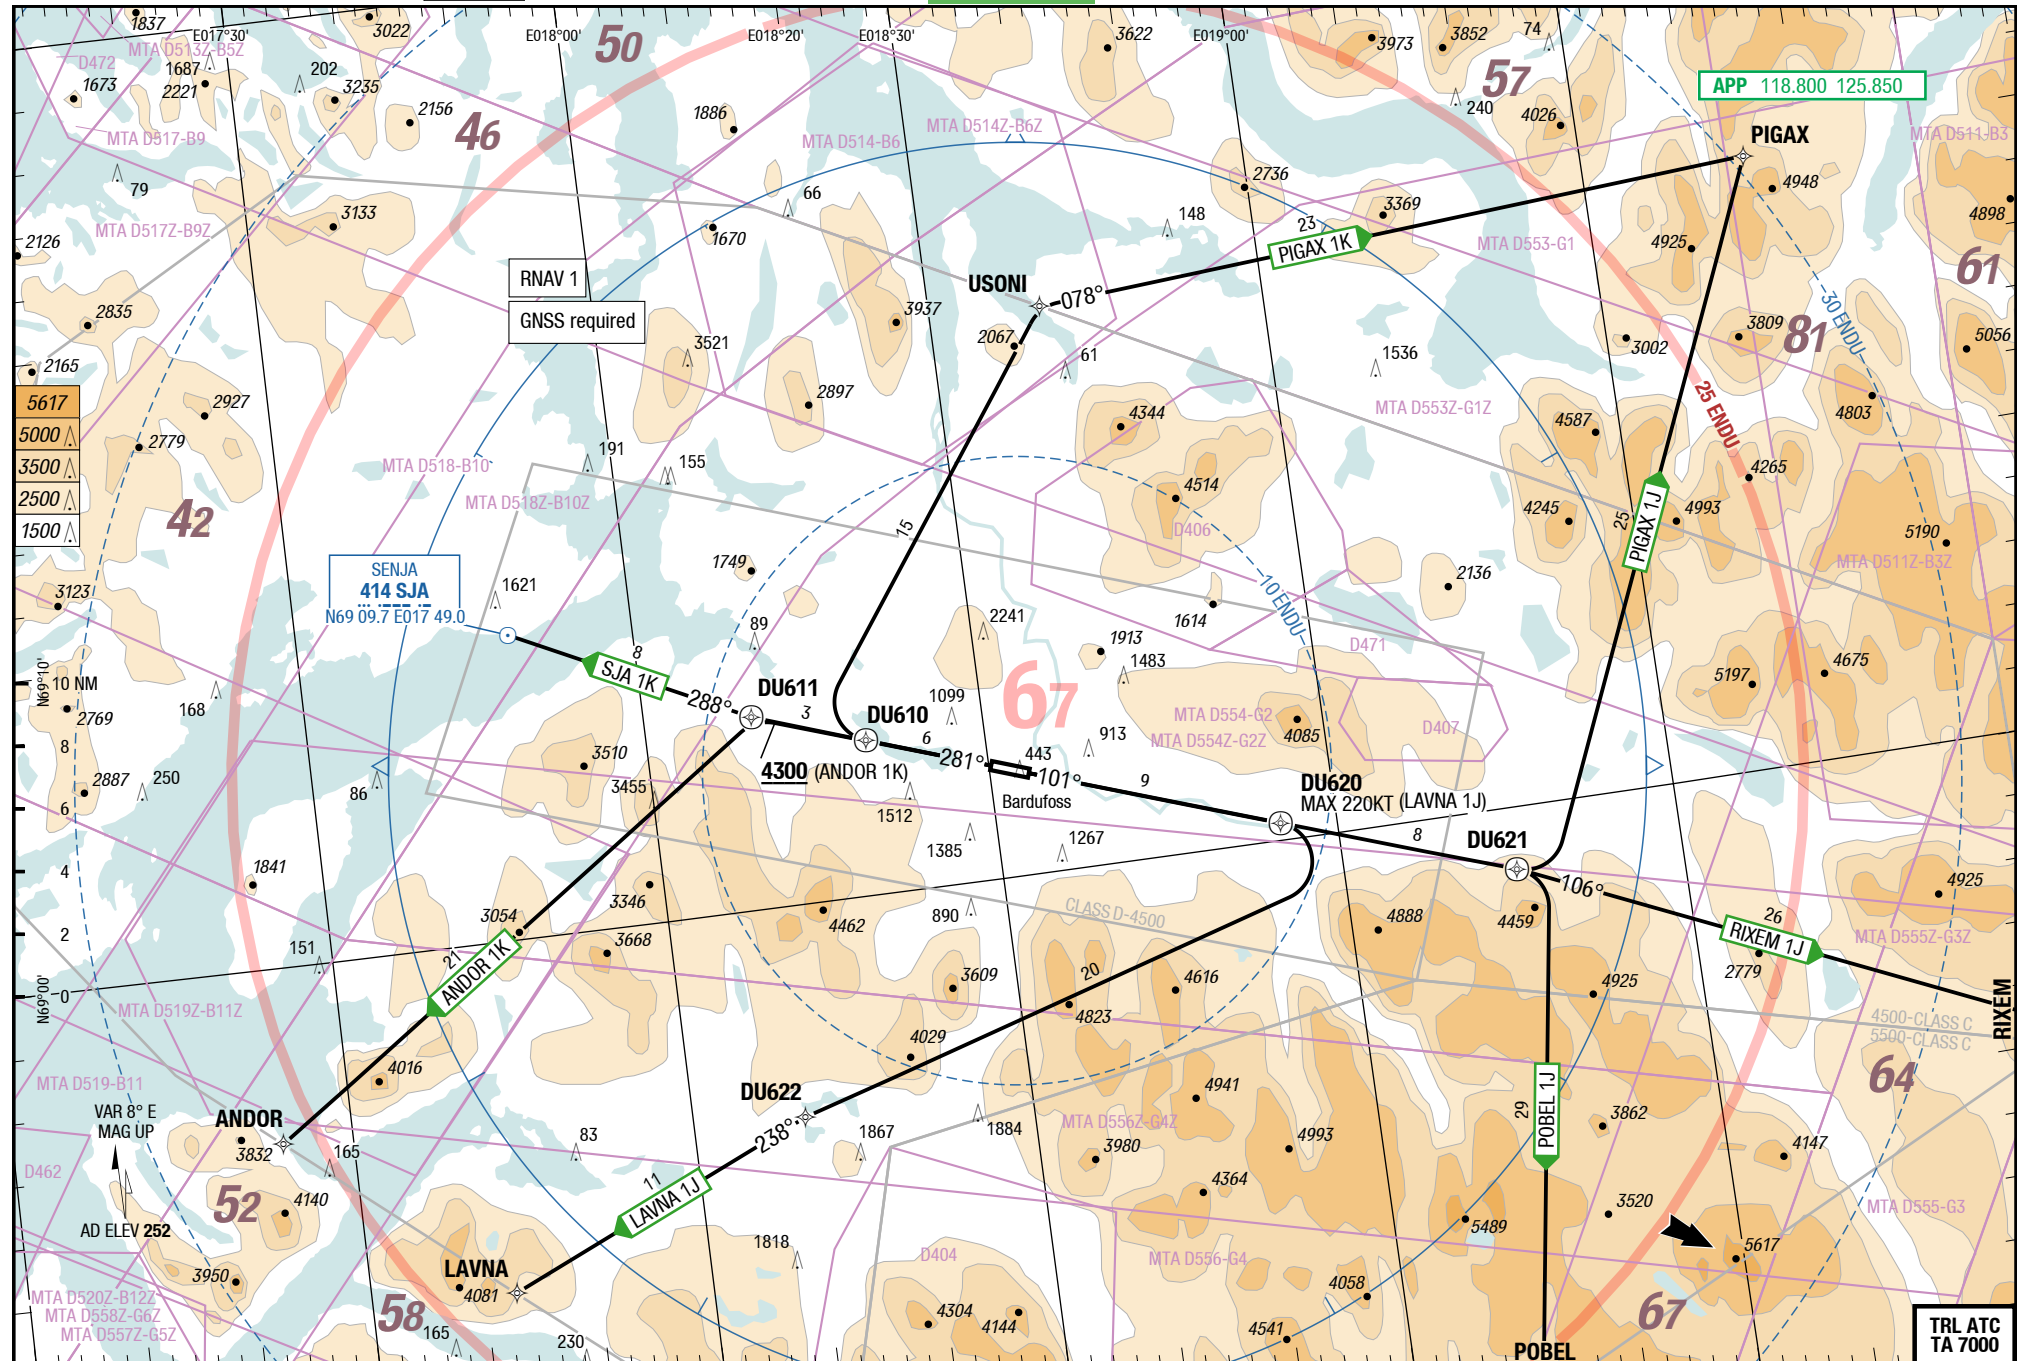 1837
E017°30'
3022
E018°00'
50
E018°20'
E018°30'
3622
E019°00'
3973
3852
74
MTA D513Z-B5Z
D472
1687
2221
202
3235
1673
2156
57
APP 118.800 125.850
240
4026
MTA D517-B9
46
1886
MTA D514-B6
MTA D514Z-B6Z
PIGAX
MTA D511-B3
79
66
2736
4948
3133
MTA D517Z-B9Z
1670
148
23
3369
PIGAX 1K
MTA D553-G1
4925
4898
2126
RNAV 1
GNSS required
USONI
078°
61
2835
3937
2067
30 ENDU
3521
61
3002
3809
81
5056
2165
1536
5617
5000
3500
2500
1500
2927
2897
4344
MTA D553Z-G1Z
25 ENDU
4803
4587
2779
MTA D518-B10
191
155
4265
MTA D518Z-B10Z
4514
42
15
D406
4245
25
PIGAX 1J
4993
5190
SENJA
414 SJA
N69 09.7 E017 49.0
1749
MTA D511Z-B3Z
3123
1621
10 ENDU
2136
2241
1614
89
1913
D471
1483
N69°10'
10 NM
8
SJA 1K
288°
DU611
3
67
5197
4675
2769
168
DU610
1099
MTA D554-G2
MTA D554Z-G2Z
4085
D407
8
6
913
3510
281°
443
101°
9
2887
250
86
4300 (ANDOR 1K)
3455
Bardufoss
DU620
MAX 220KT (LAVNA 1J)
6
1512
8
DU621
1385
1267
4
1841
106°
4925
3346
4462
890
CLASS D-4500
4888
4459
26
RIXEM 1J
3054
2
3668
MTA D555Z-G3Z
2779
151
21
ANDOR 1K
3609
20
4616
4925
N69°00'
0
RIXEM
MTA D519Z-B11Z
4823
4500-CLASS C
5500-CLASS C
4029
4016
64
MTA D519-B11
4941
POBEL 1J
29
VAR 8° E
MAG UP
ANDOR
DU622
238°
MTA D556Z-G4Z
3862
3832
165
83
1867
1884
3980
4993
4147
D462
11
LAVNA 1J
4364
52
4140
MTA D555-G3
3520
AD ELEV 252
5489
5617
1818
D404
MTA D556-G4
LAVNA
3950
4081
4058
MTA D520Z-B12Z
MTA D558Z-G6Z
MTA D557Z-G5Z
58
165
230
4304
4144
4541
67
POBEL
TRL ATC
TA 7000